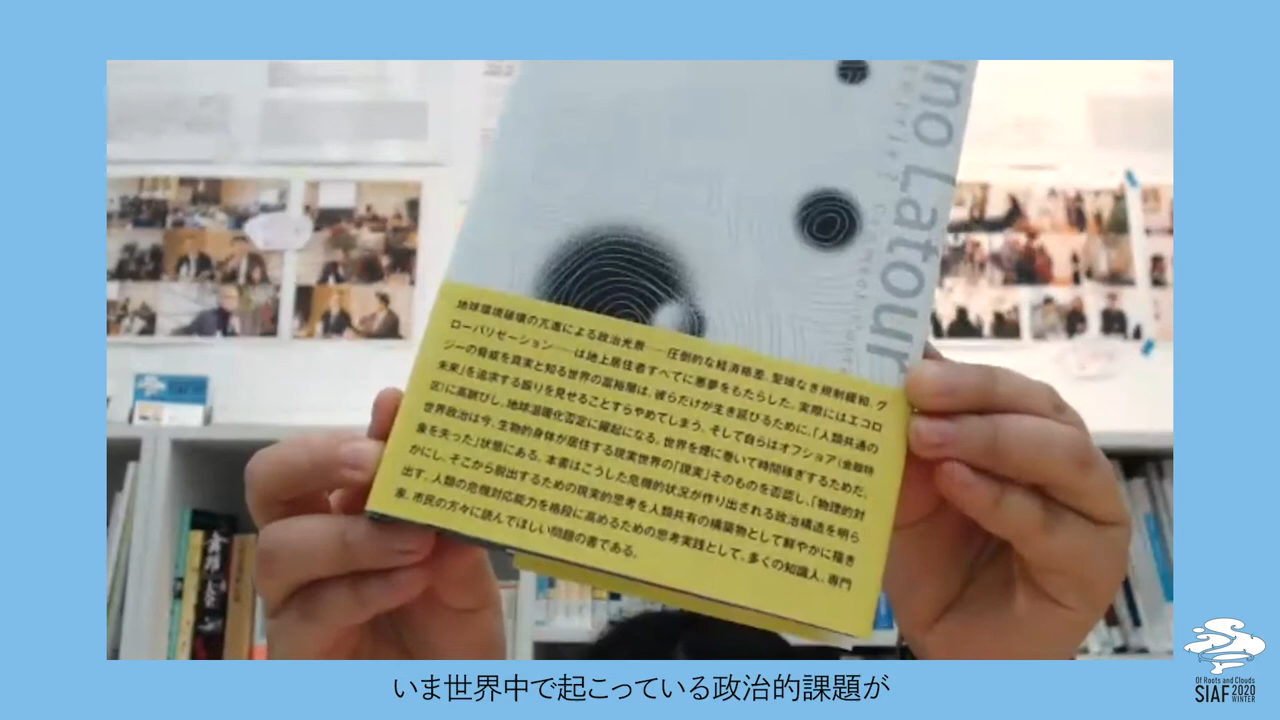 uno Latour
地球環境破壊の亢進による政治光景──圧倒的な経済格差、聖域なき規制緩和、グ
ローバリゼーション──は地上居住者すべてに悪夢をもたらした。実際にはエコロ
ジーの脅威を真実と知る世界の富裕層は、彼らだけが生き延びるために、「人類共通の
未来」を追求する振りを見せることすらやめてしまう。そして自らはオフショア(金融特
区)に高跳びし、地球温暖化否定に躍起になる。世界を煙に巻いて時間稼ぎするためだ。
世界政治は今、生物的身体が居住する現実世界の「現実」そのものを否認し、「物理的対
象を失った」状態にある。本書はこうした危機的状況が作り出される政治構造を明ら
かにし、そこから脱出するための現実的思考を人類共有の構築物として鮮やかに描き
出す。人類の危機対応能力を格段に高めるための思考実践として、多くの知識人、専門
家、市民の方々に読んでほしい問題の書である。
いま世界中で起こっている政治的課題が
Of Roots and Clouds
SIAF 2020 WINTER